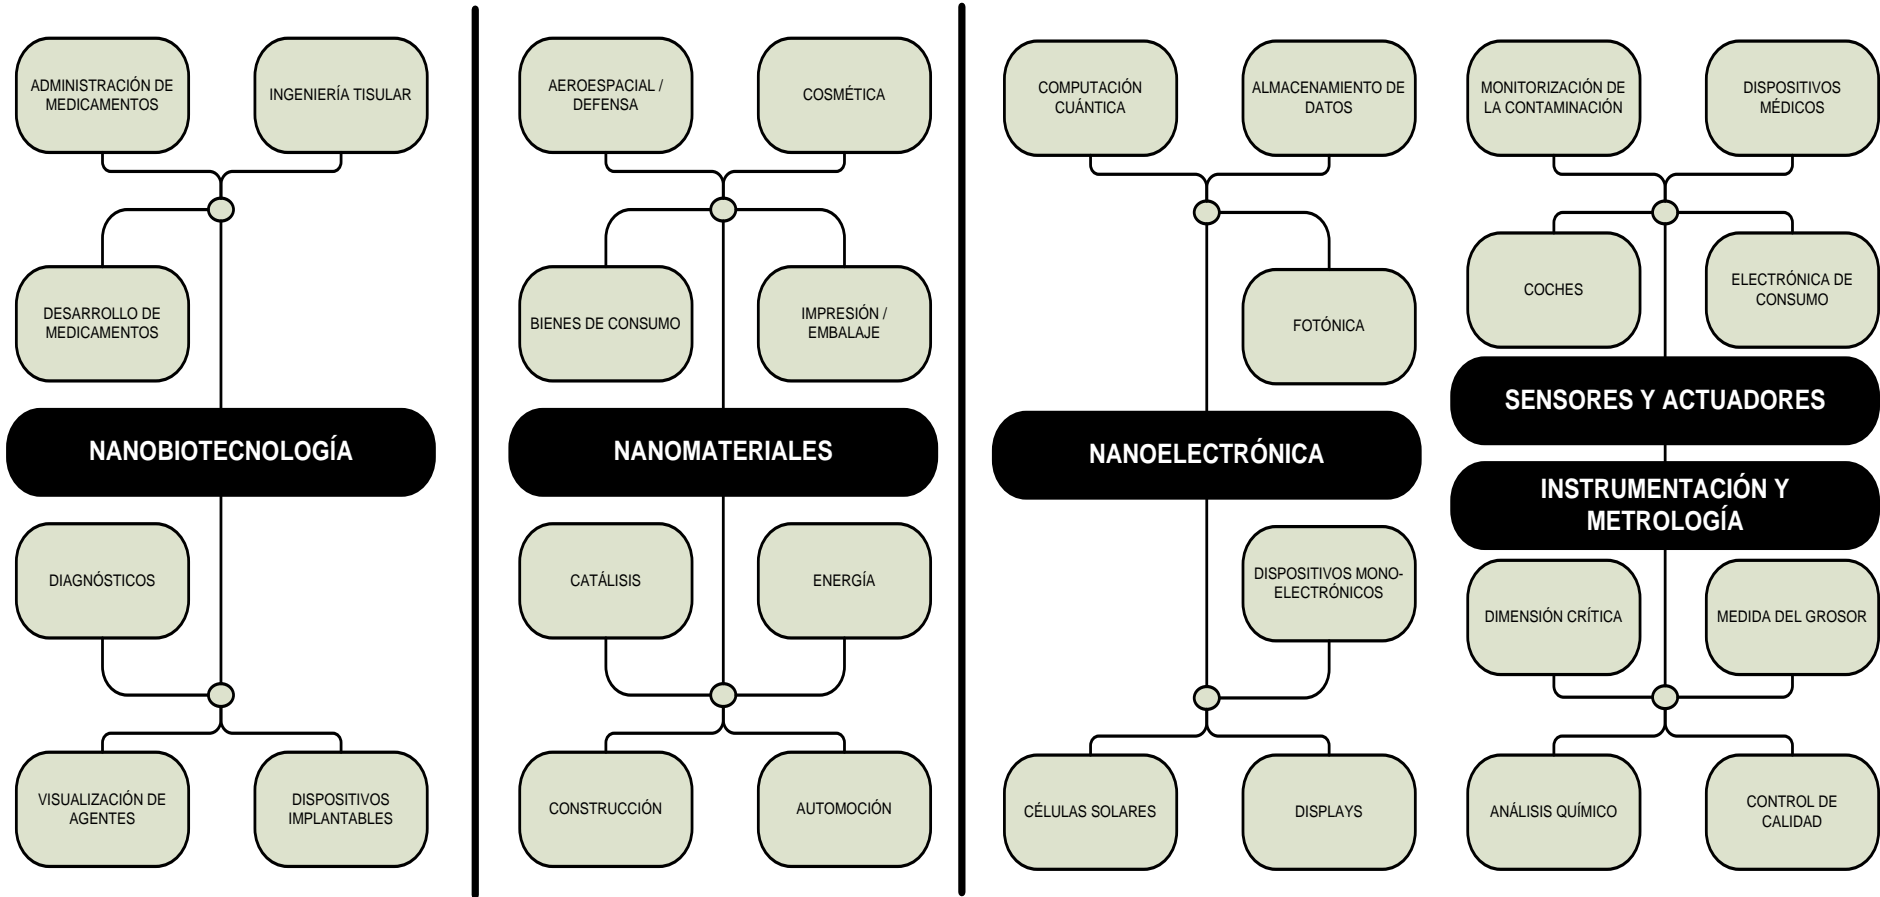 ADMINISTRACIÓN DE
MEDICAMENTOS
INGENIERÍA TISULAR
DESARROLLO DE
MEDICAMENTOS
NANOBIOTECNOLOGÍA
DIAGNÓSTICOS
VISUALIZACIÓN DE
AGENTES
DISPOSITIVOS
IMPLANTABLES
AEROESPACIAL /
DEFENSA
COSMÉTICA
BIENES DE CONSUMO
IMPRESIÓN /
EMBALAJE
NANOMATERIALES
CATÁLISIS
ENERGÍA
CONSTRUCCIÓN
AUTOMOCIÓN
COMPUTACIÓN
CUÁNTICA
ALMACENAMIENTO DE
DATOS
FOTÓNICA
NANOELECTRÓNICA
DISPOSITIVOS MONO-
ELECTRÓNICOS
CÉLULAS SOLARES
DISPLAYS
MONITORIZACIÓN DE
LA CONTAMINACIÓN
DISPOSITIVOS
MÉDICOS
COCHES
ELECTRÓNICA DE
CONSUMO
SENSORES Y ACTUADORES
INSTRUMENTACIÓN Y
METROLOGÍA
DIMENSIÓN CRÍTICA
MEDIDA DEL GROSOR
ANÁLISIS QUÍMICO
CONTROL DE
CALIDAD